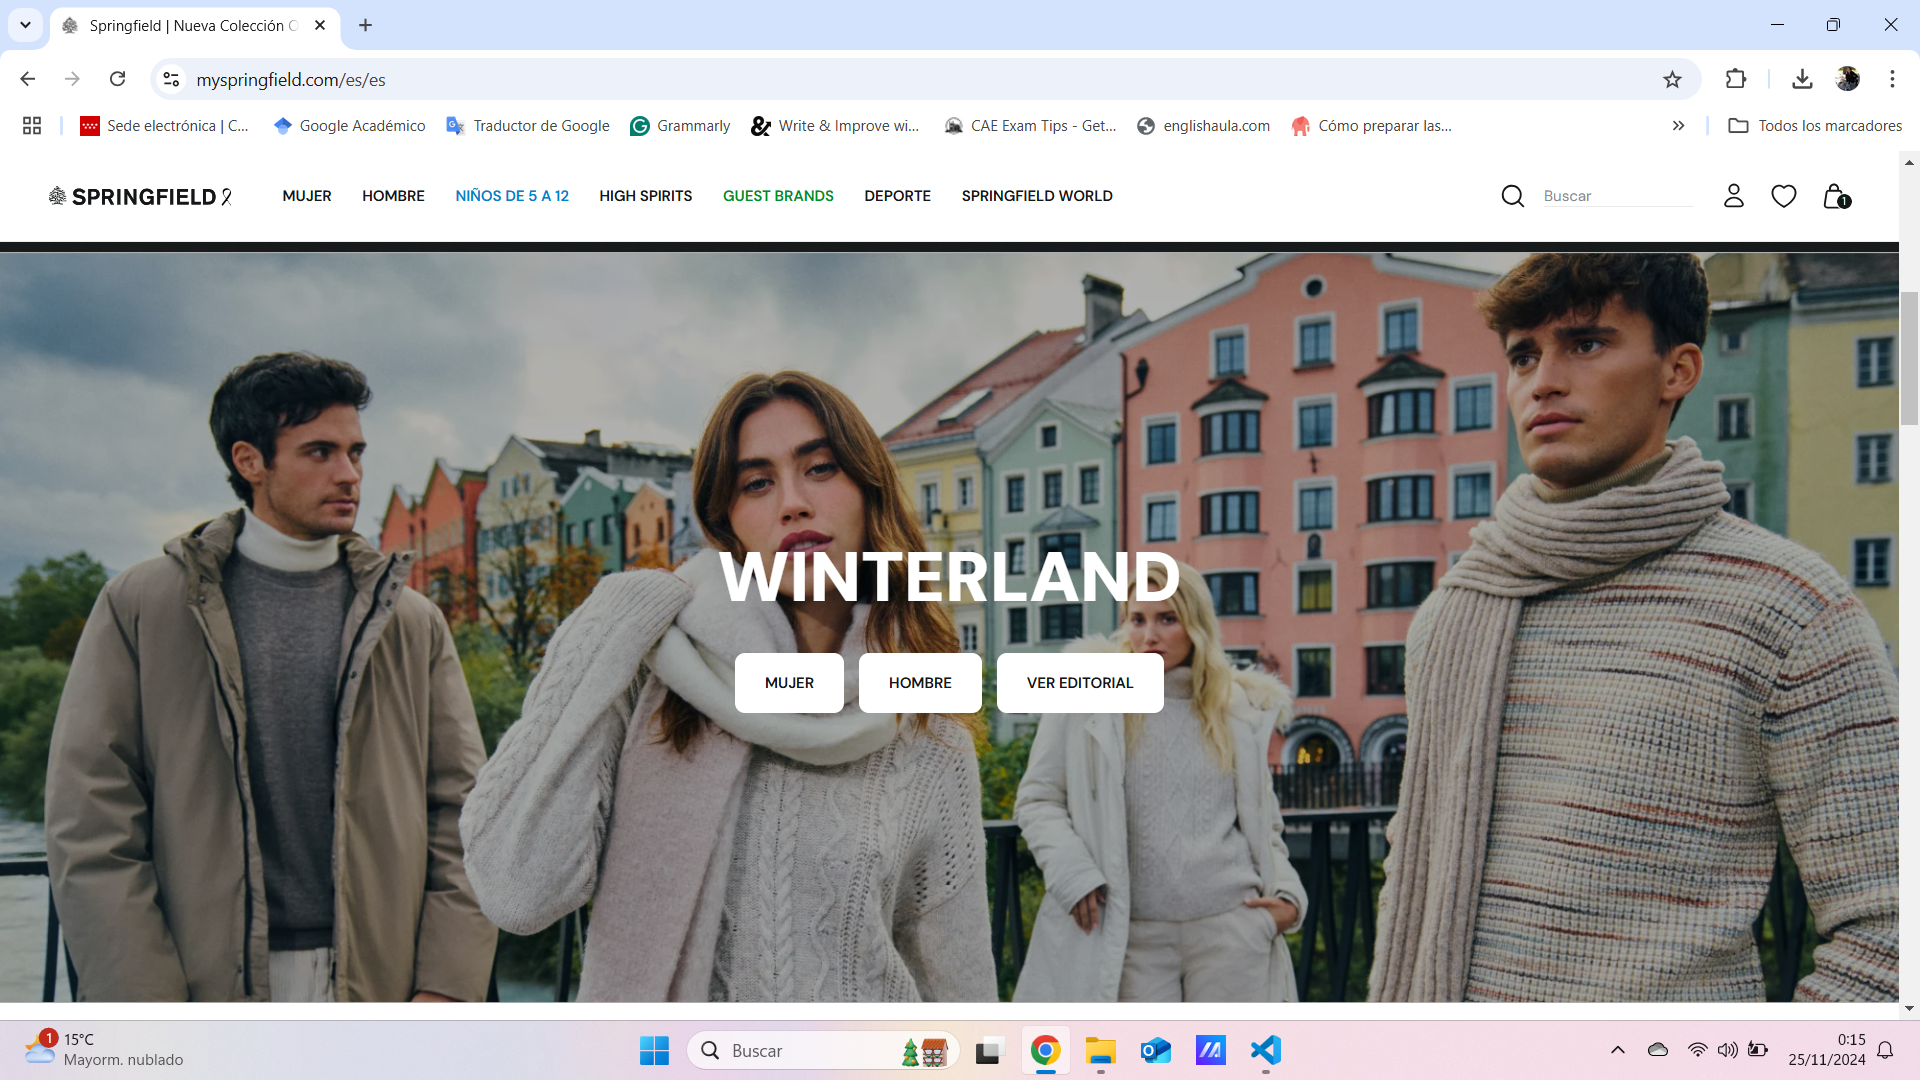 Springfield | Nueva Colección O
myspringfield.com/es/es
Sede electrónica | C...
Google Académico
Traductor de Google
Grammarly
Write & Improve wi...
CAE Exam Tips - Get...
englishaula.com
Cómo preparar las...
Todos los marcadores
SPRINGFIELD
MUJER
HOMBRE
NIÑOS DE 5 A 12
HIGH SPIRITS
GUEST BRANDS
DEPORTE
SPRINGFIELD WORLD
Buscar
1
WINTERLAND
MUJER
HOMBRE
VER EDITORIAL
1
15°C
Mayorm. nublado
Buscar
0:15
25/11/2024